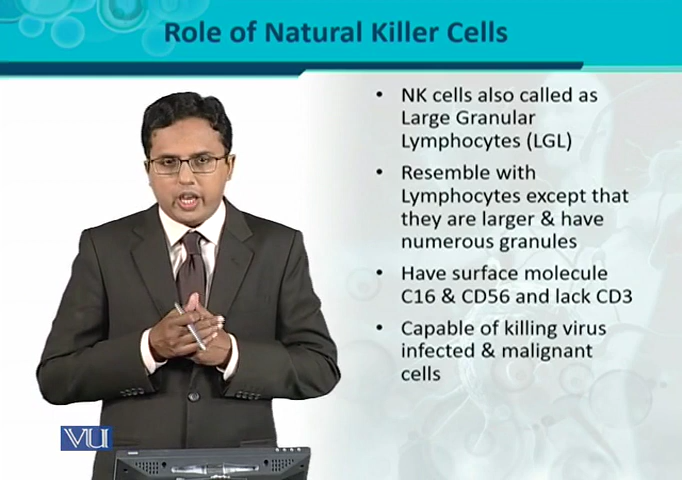 Role of Natural Killer Cells
• NK cells also called as
Large Granular
Lymphocytes (LGL)
• Resemble with
Lymphocytes except that
they are larger & have
numerous granules
• Have surface molecule
C16 & CD56 and lack CD3
• Capable of killing virus
infected & malignant
cells
VU